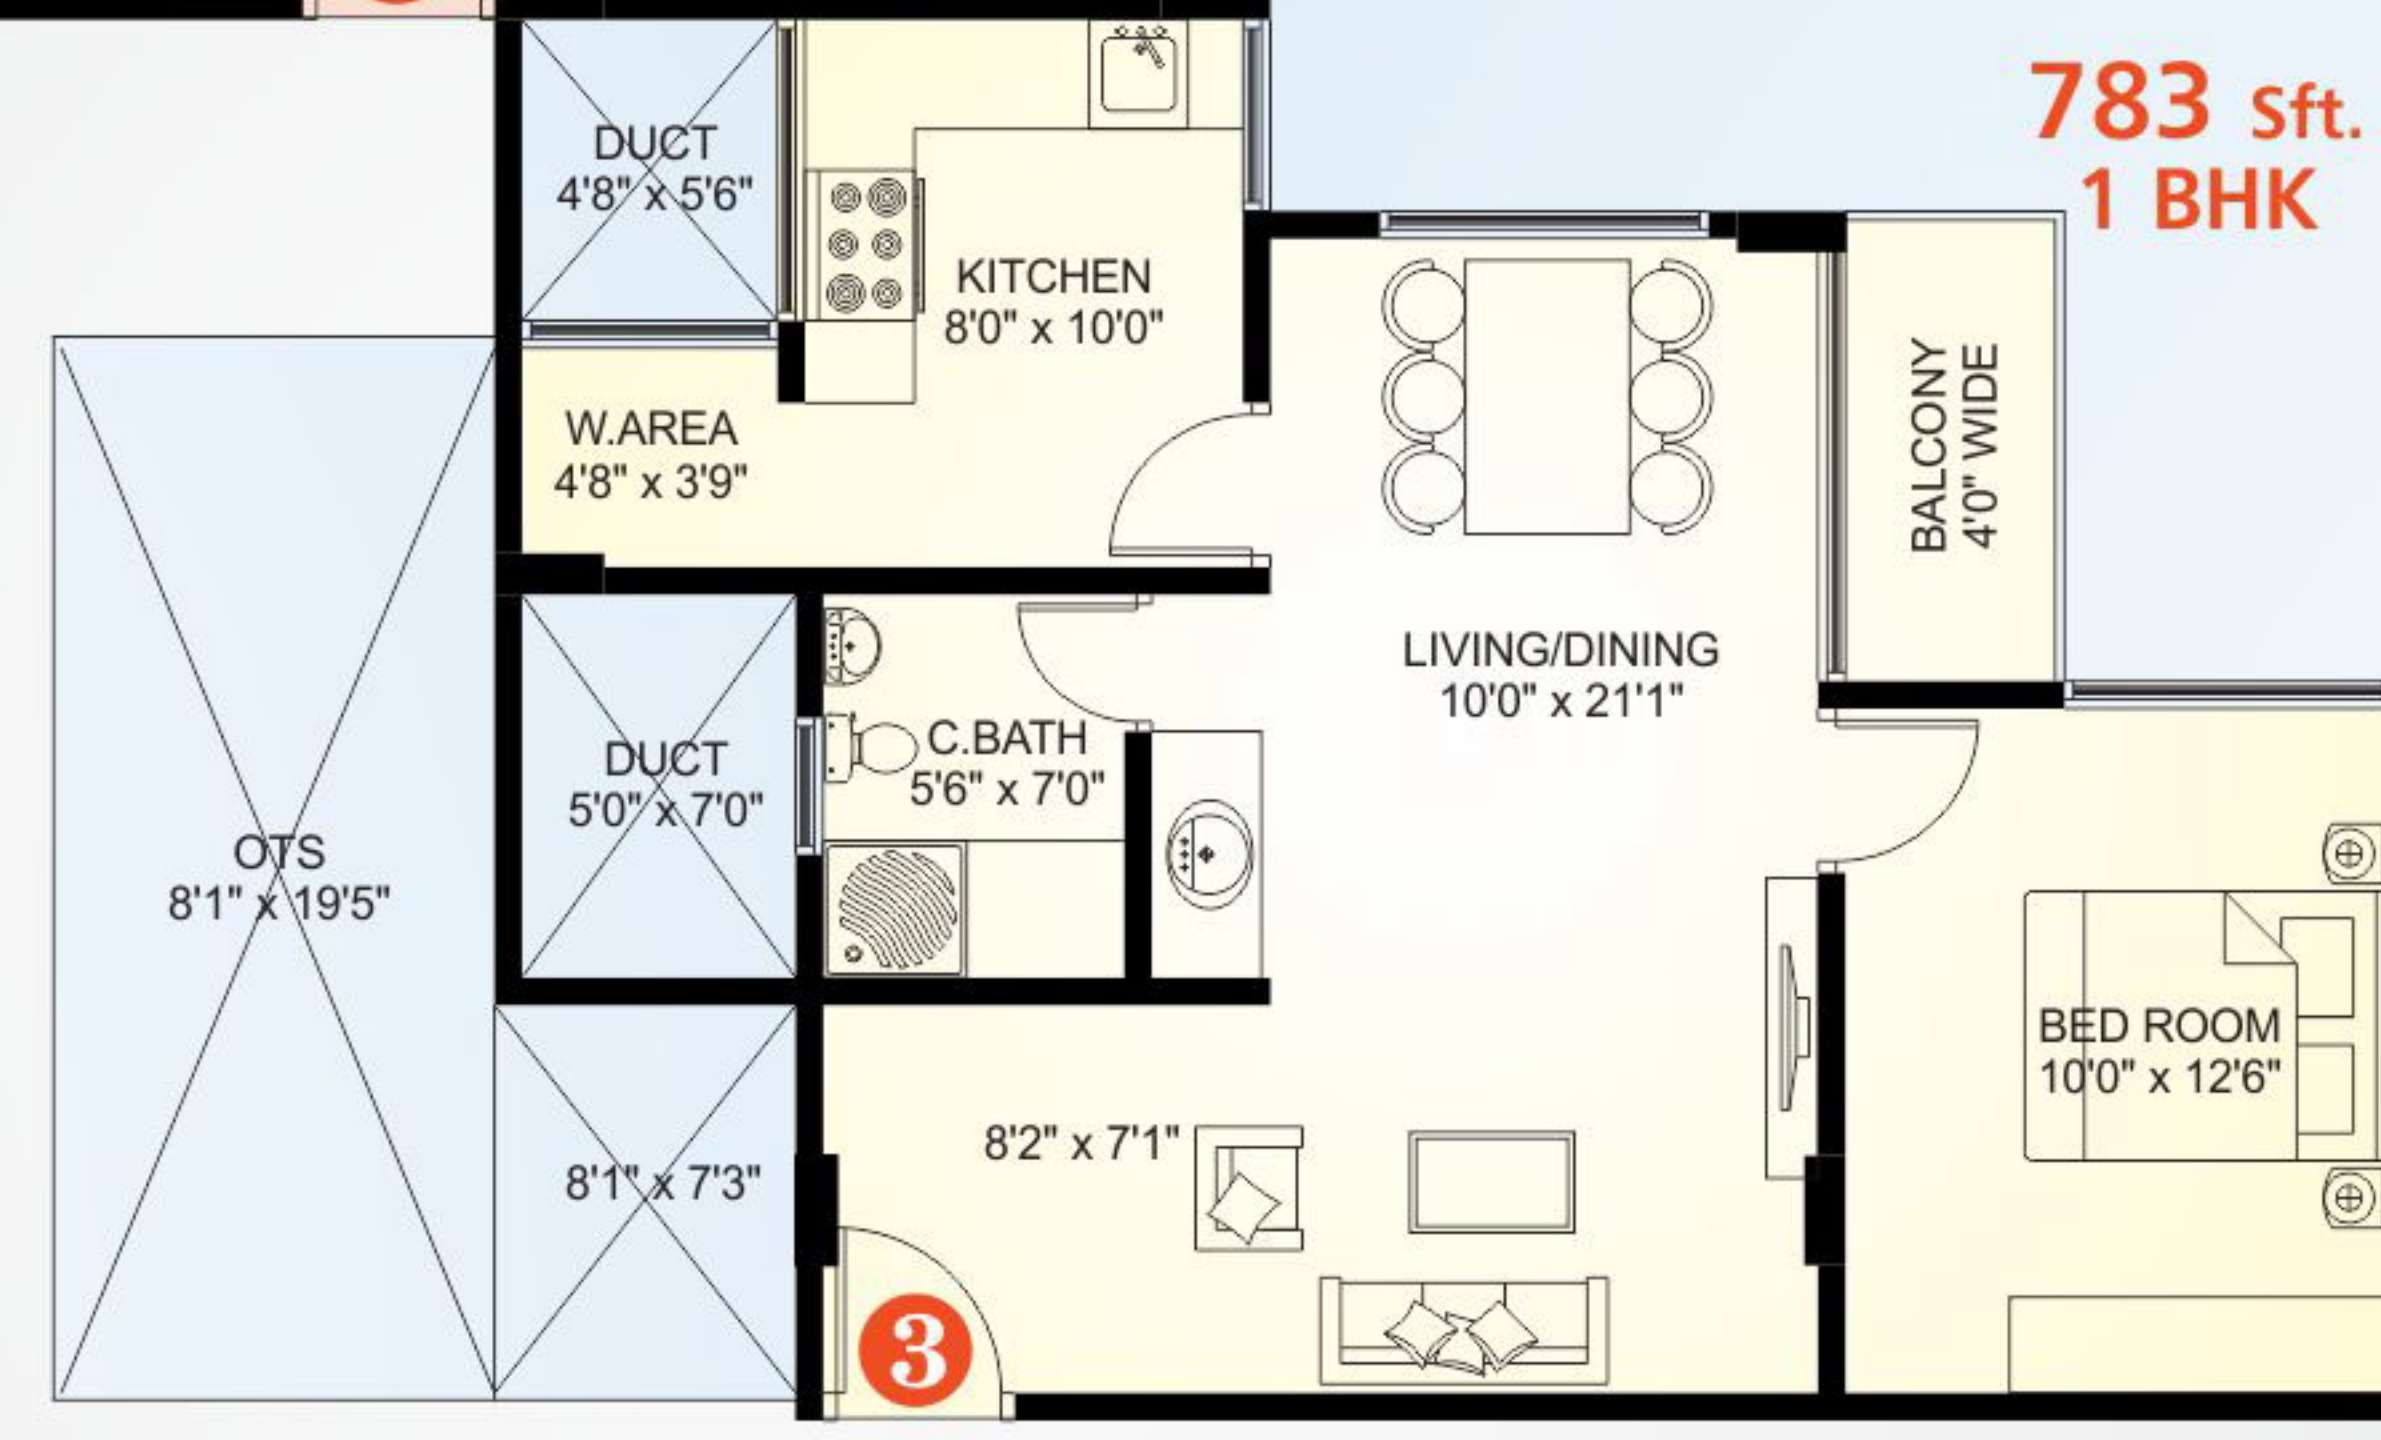 783 Sft.
1 BHK
DUCT
4'8" x 5'6"
KITCHEN
8'0" x 10'0"
W.AREA
4'8" x 3'9"
BALCONY
4'0" WIDE
LIVING/DINING
10'0" x 21'1"
DUCT
5'0" x 7'0"
C.BATH
5'6" x 7'0"
OTS
8'1" x 19'5"
BED ROOM
10'0" x 12'6"
8'2" x 7'1"
8'1" x 7'3"
3